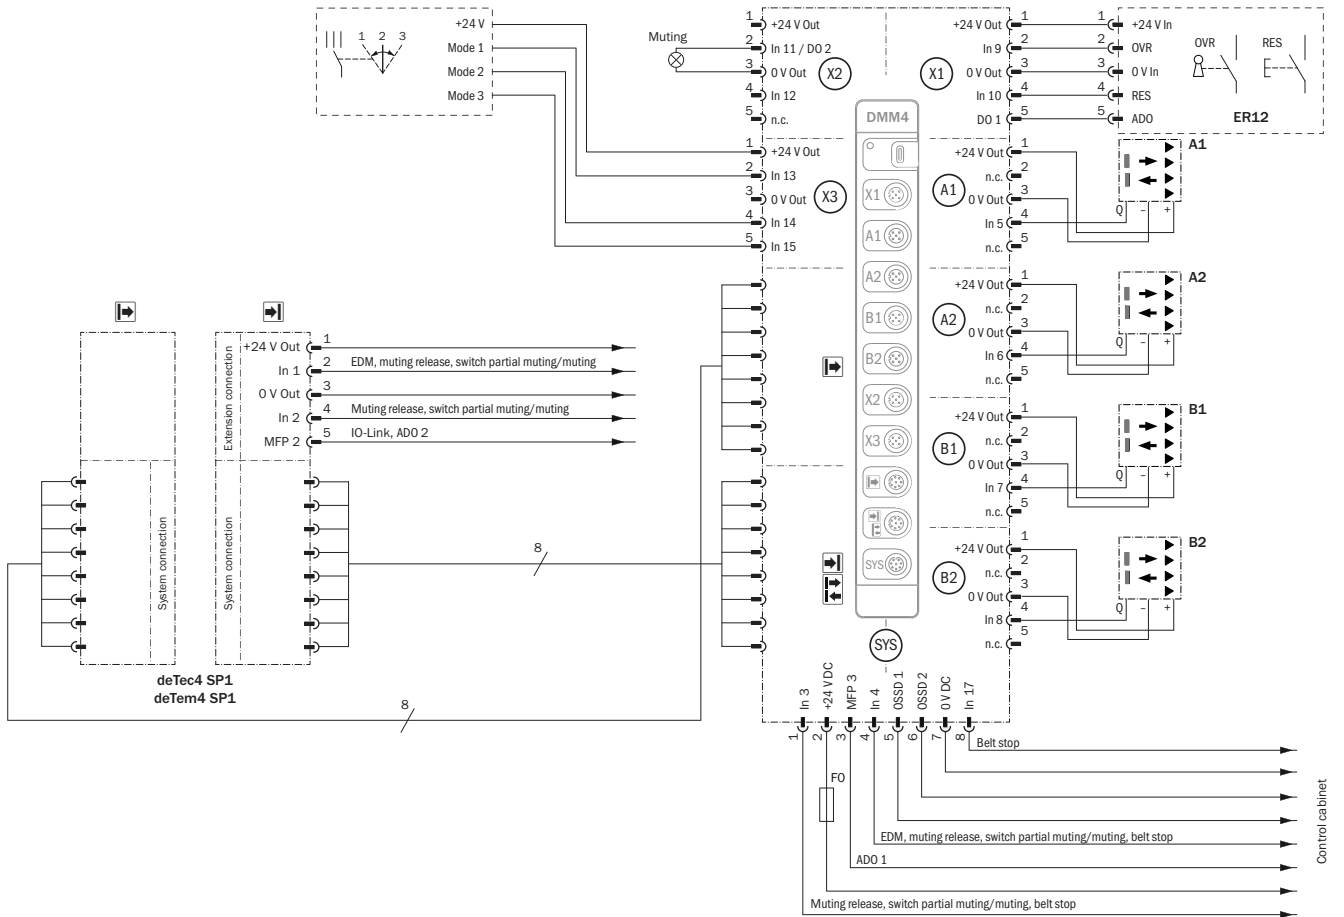 +24 V
1 2 3
Mode 1
Mode 2
Mode 3
Muting
1 +24 V Out
2 In 11 / DO 2
3 0 V Out
4 In 12
5 n.c.
X2
1 +24 V Out
2 In 13
3 0 V Out
4 In 14
5 In 15
X3
DMM4
X1
A1
A2
B1
B2
X2
X3
SYS
X1
+24 V Out 1
In 9 2
0 V Out 3
In 10 4
DO 1 5
1 +24 V In
2 OVR
3 0 V In
4 RES
5 ADO
OVR RES
ER12
A1
+24 V Out 1
n.c. 2
0 V Out 3
In 5 4
n.c. 5
A1
Q – +
A2
+24 V Out 1
n.c. 2
0 V Out 3
In 6 4
n.c. 5
A2
Q – +
B1
+24 V Out 1
n.c. 2
0 V Out 3
In 7 4
n.c. 5
B1
Q – +
B2
+24 V Out 1
n.c. 2
0 V Out 3
In 8 4
n.c. 5
B2
Q – +
Extension connection
+24 V Out 1
In 1 2 EDM, muting release, switch partial muting/muting
0 V Out 3
In 2 4 Muting release, switch partial muting/muting
MFP 2 5 IO-Link, ADO 2
System connection
System connection
8
deTec4 SP1
deTem4 SP1
8
SYS
In 3
+24 V DC
MFP 3
In 4
OSSD 1
OSSD 2
0 V DC
In 17
1 2 3 4 5 6 7 8
Belt stop
F0
EDM, muting release, switch partial muting/muting, belt stop
ADO 1
Muting release, switch partial muting/muting, belt stop
Control cabinet